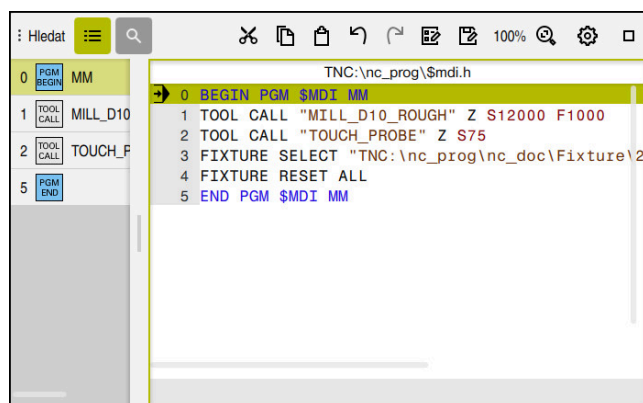 Hledat
100%
0 PGM BEGIN MM
1 TOOL CALL MILL_D10
2 TOOL CALL TOUCH_P
5 PGM END
TNC:\nc_prog\$mdi.h
0 BEGIN PGM $MDI MM
1 TOOL CALL "MILL_D10_ROUGH" Z S12000 F1000
2 TOOL CALL "TOUCH_PROBE" Z S75
3 FIXTURE SELECT "TNC:\nc_prog\nc_doc\Fixture\2
4 FIXTURE RESET ALL
5 END PGM $MDI MM